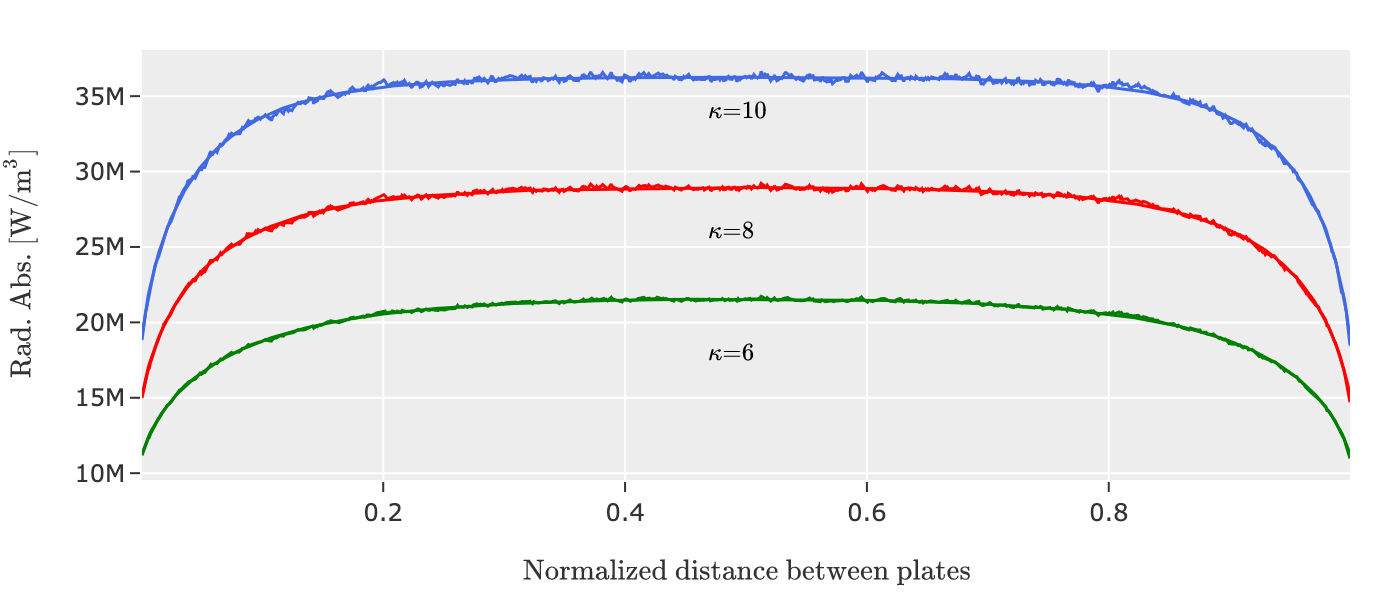 Rad. Abs. [W/m³]
35M
30M
25M
20M
15M
10M
κ=10
κ=8
κ=6
0.2 0.4 0.6 0.8
Normalized distance between plates